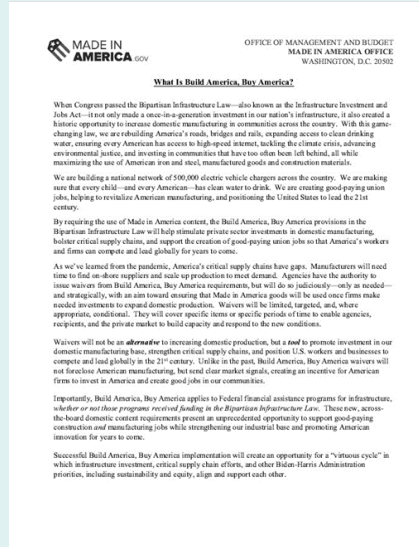 MADE IN
AMERICA.GOV
OFFICE OF MANAGEMENT AND BUDGET
MADE IN AMERICA OFFICE
WASHINGTON, D.C. 20502
What Is Build America, Buy America?
When Congress passed the Bipartisan Infrastructure Law—also known as the Infrastructure Investment and
Jobs Act—it not only made a once-in-a-generation investment in our nation's infrastructure, it also created a
historic opportunity to increase domestic manufacturing in communities across the country. With this game-
changing law, we are rebuilding America's roads, bridges and rails, expanding access to clean drinking
water, ensuring every American has access to high-speed internet, tackling the climate crisis, advancing
environmental justice, and investing in communities that have too often been left behind, all while
maximizing the use of American iron and steel, manufactured goods and construction materials.
We are building a national network of 500,000 electric vehicle chargers across the country. We are making
sure that every child—and every American—has clean water to drink. We are creating good-paying union
jobs, helping to revitalize American manufacturing, and positioning the United States to lead the 21st
century.
By requiring the use of Made in America content, the Build America, Buy America provisions in the
Bipartisan Infrastructure Law will help stimulate private sector investments in domestic manufacturing,
bolster critical supply chains, and support the creation of good-paying union jobs so that America's workers
and firms can compete and lead globally for years to come.
As we've learned from the pandemic, America's critical supply chains have gaps. Manufacturers will need
time to find on-shore suppliers and scale up production to meet demand. Agencies have the authority to
issue waivers from Build America, Buy America requirements, but will do so judiciously—only as needed—
and strategically, with an aim toward ensuring that Made in America goods will be used once firms make
needed investments to expand domestic production. Waivers will be limited, targeted, and, where
appropriate, conditional. They will cover specific items or specific periods of time to enable agencies,
recipients, and the private market to build capacity and respond to the new conditions.
Waivers will not be an alternative to increasing domestic production, but a tool to promote investment in our
domestic manufacturing base, strengthen critical supply chains, and position U.S. workers and businesses to
compete and lead globally in the 21st century. Unlike in the past, Build America, Buy America waivers will
not foreclose American manufacturing, but send clear market signals, creating an incentive for American
firms to invest in America and create good jobs in our communities.
Importantly, Build America, Buy America applies to Federal financial assistance programs for infrastructure,
whether or not those programs received funding in the Bipartisan Infrastructure Law. These new, across-
the-board domestic content requirements present an unprecedented opportunity to support good-paying
construction and manufacturing jobs while strengthening our industrial base and promoting American
innovation for years to come.
Successful Build America, Buy America implementation will create an opportunity for a "virtuous cycle" in
which infrastructure investment, critical supply chain efforts, and other Biden-Harris Administration
priorities, including sustainability and equity, align and support each other.